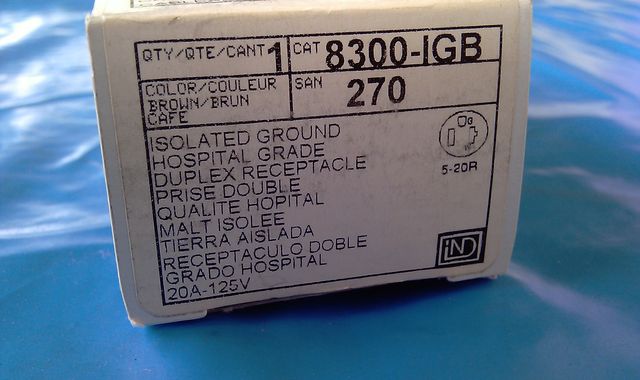 QTY/QTE/CANT 1 CAT 8300-IGB
COLOR/COULEUR SAN 270
BROWN/BRUN
CAFE
ISOLATED GROUND
HOSPITAL GRADE
DUPLEX RECEPTACLE
PRISE DOUBLE
QUALITE HOPITAL
MALT ISOLEE
TIERRA AISLADA
RECEPTACULO DOBLE
GRADO HOSPITAL
20A-125V
G
W
5-20R
IND